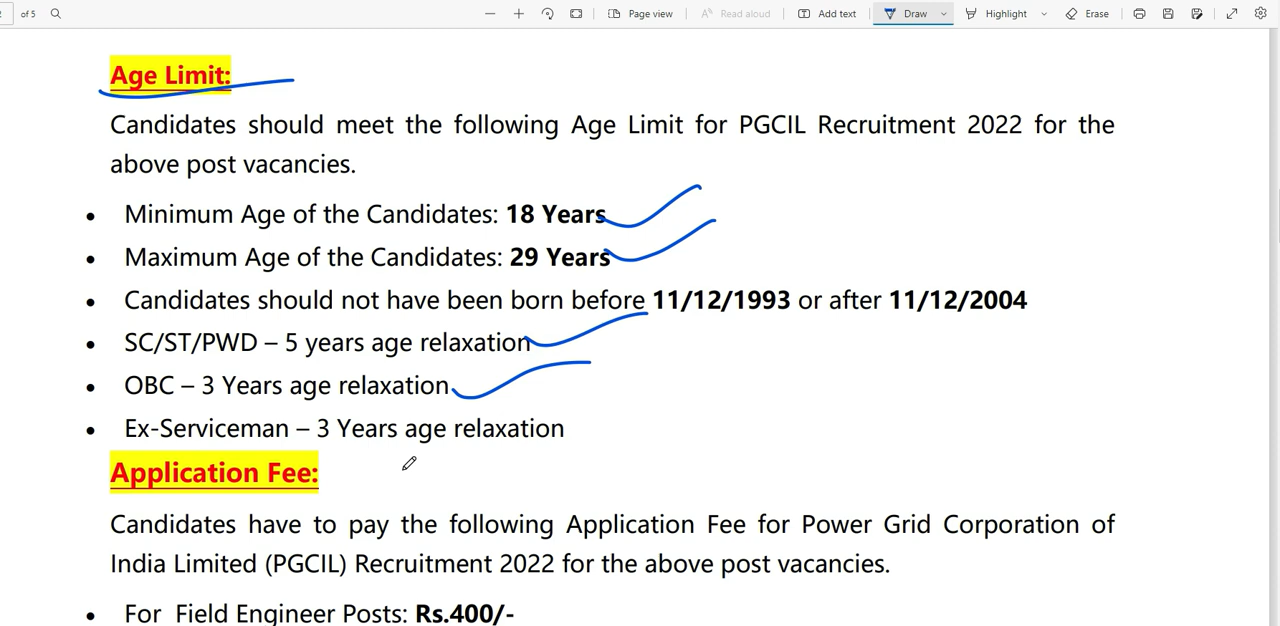 of 5 Page view Read aloud Add text Draw Highlight Erase
Age Limit:
Candidates should meet the following Age Limit for PGCIL Recruitment 2022 for the
above post vacancies.
• Minimum Age of the Candidates: 18 Years
• Maximum Age of the Candidates: 29 Years
• Candidates should not have been born before 11/12/1993 or after 11/12/2004
• SC/ST/PWD – 5 years age relaxation
• OBC – 3 Years age relaxation
• Ex-Serviceman – 3 Years age relaxation
Application Fee:
Candidates have to pay the following Application Fee for Power Grid Corporation of
India Limited (PGCIL) Recruitment 2022 for the above post vacancies.
• For Field Engineer Posts: Rs.400/-